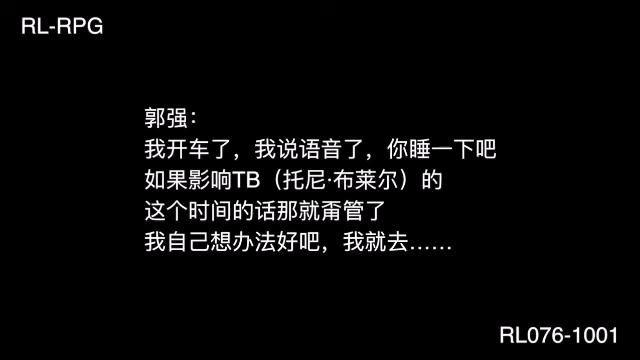 RL-RPG
郭强：
我开车了，我说语音了，你睡一下吧
如果影响TB（托尼·布莱尔）的
这个时间的话那就甭管了
我自己想办法好吧，我就去……
RL076-1001